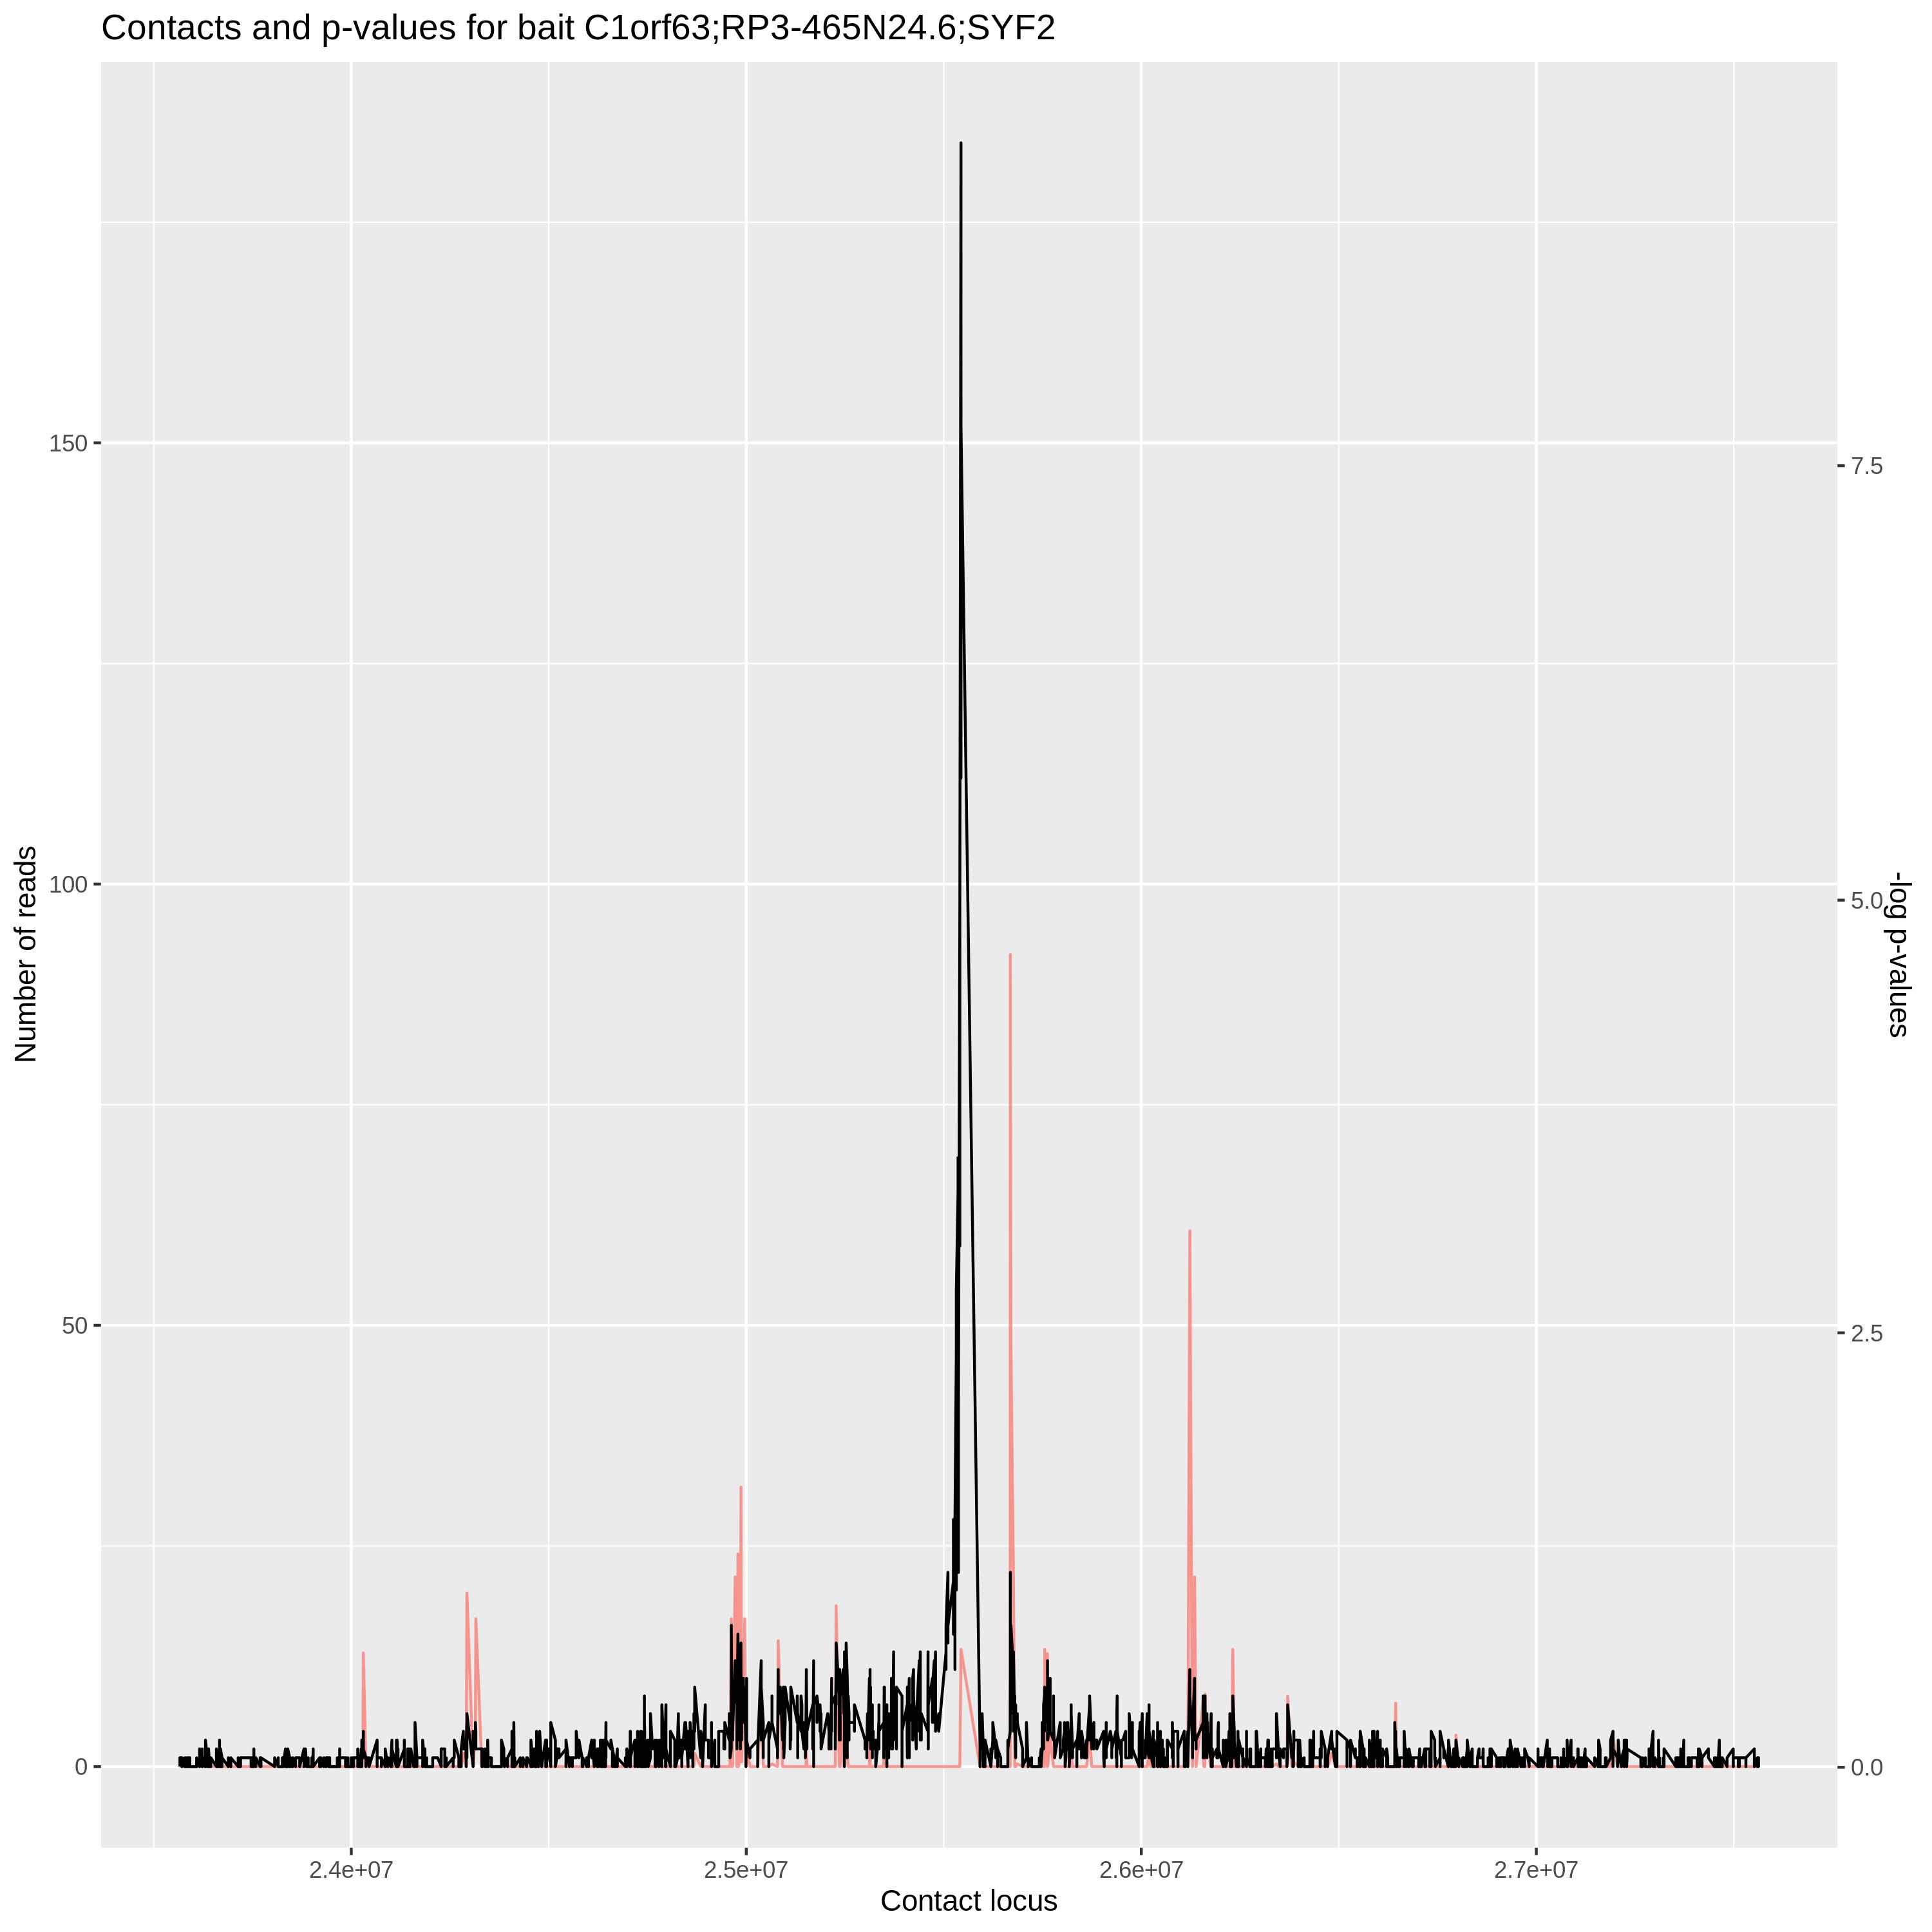 Contacts and p-values for bait C1orf63;RP3-465N24.6;SYF2
Number of reads
150
100
50
0
7.5
5.0
2.5
0.0
-log p-values
2.4e+07
2.5e+07
2.6e+07
2.7e+07
Contact locus